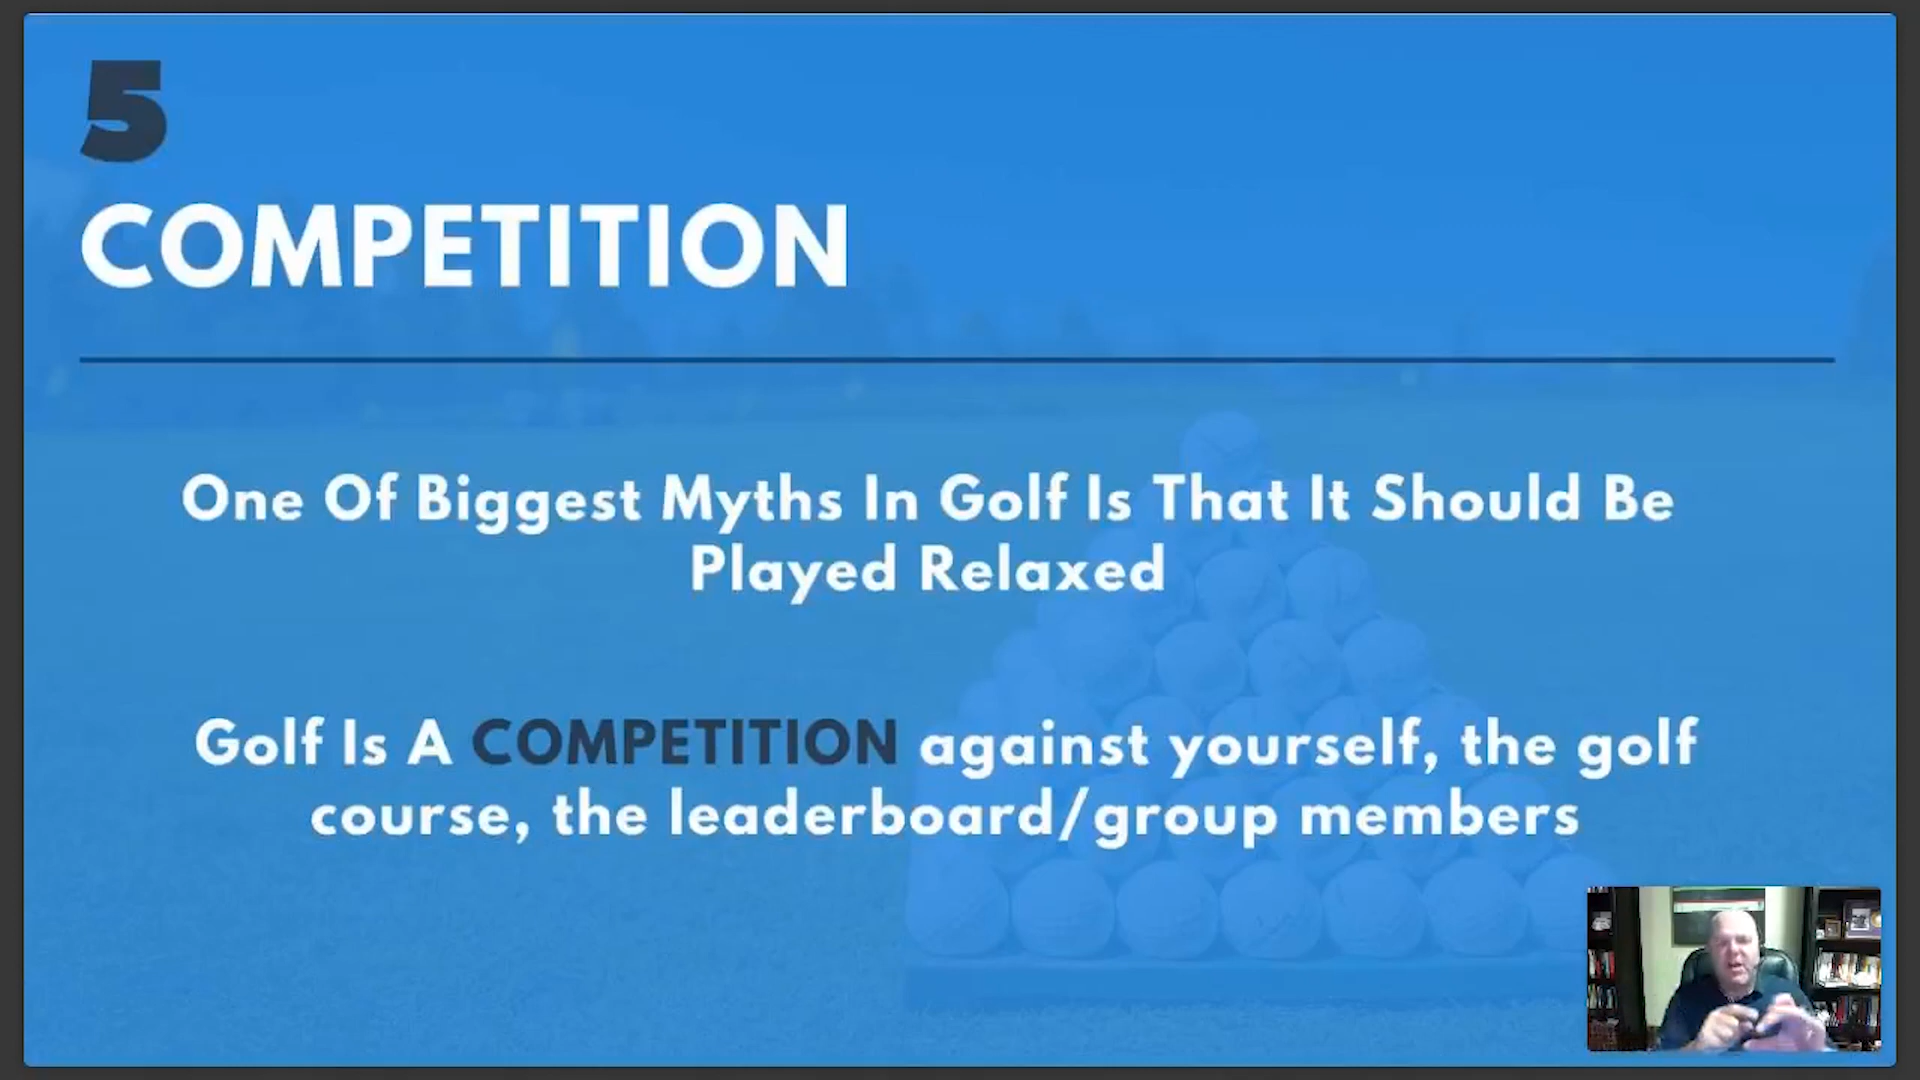 5
COMPETITION
One Of Biggest Myths In Golf Is That It Should Be
Played Relaxed
Golf Is A COMPETITION against yourself, the golf
course, the leaderboard/group members